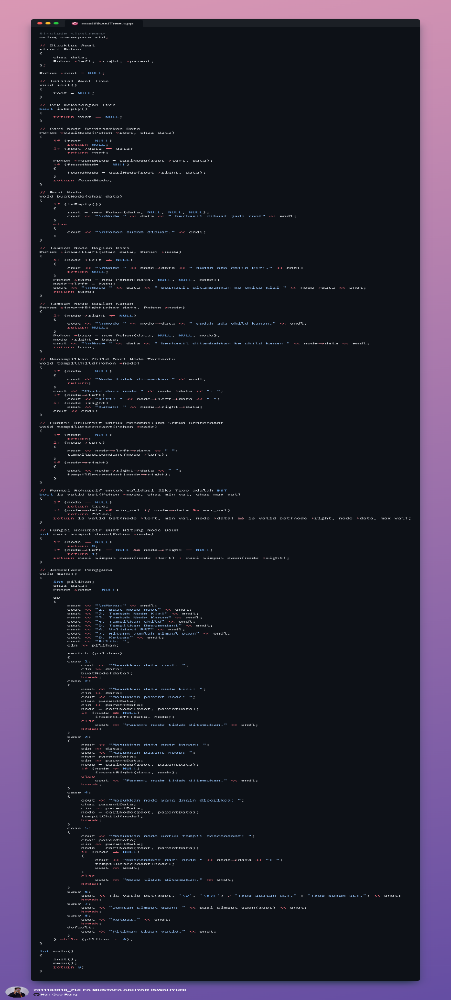 modifikasiTree.cpp
#include <iostream>
using namespace std;

// Struktur Awal
struct Pohon
{
    char data;
    Pohon *left, *right, *parent;
};

Pohon *root = NULL;

// Inisial Awal Tree
void init()
{
    root = NULL;
}

// Cek Kekosongan Tree
bool isEmpty()
{
    return root == NULL;
}

// Cari Node Berdasarkan Data
Pohon *cariNode(Pohon *root, char data)
{
    if (root == NULL)
        return NULL;
    if (root->data == data)
        return root;

    Pohon *foundNode = cariNode(root->left, data);
    if (foundNode == NULL)
    {
        foundNode = cariNode(root->right, data);
    }
    return foundNode;
}

// Buat Node
void buatNode(char data)
{
    if (isEmpty())
    {
        root = new Pohon{data, NULL, NULL, NULL};
        cout << "\nNode " << data << " berhasil dibuat jadi root" << endl;
    }
    else
    {
        cout << "\nPohon sudah dibuat." << endl;
    }
}

// Tambah Node Bagian Kiri
Pohon *insertLeft(char data, Pohon *node)
{
    if (node->left != NULL)
    {
        cout << "\nNode " << node->data << " sudah ada child kiri." << endl;
        return NULL;
    }
    Pohon *baru = new Pohon{data, NULL, NULL, node};
    node->left = baru;
    cout << "\nNode " << data << " berhasil ditambahkan ke child kiri " << node->data << endl;
    return baru;
}

// Tambah Node Bagian Kanan
Pohon *insertRight(char data, Pohon *node)
{
    if (node->right != NULL)
    {
        cout << "\nNode " << node->data << " sudah ada child kanan." << endl;
        return NULL;
    }
    Pohon *baru = new Pohon{data, NULL, NULL, node};
    node->right = baru;
    cout << "\nNode " << data << " berhasil ditambahkan ke child kanan " << node->data << endl;
    return baru;
}

// Menampilkan Child Dari Node Tertentu
void tampilChild(Pohon *node)
{
    if (node == NULL)
    {
        cout << "Node tidak ditemukan." << endl;
        return;
    }
    cout << "Child dari node " << node->data << ": ";
    if (node->left)
        cout << "Kiri: " << node->left->data << " ";
    if (node->right)
        cout << "Kanan: " << node->right->data;
    cout << endl;
}

// Fungsi Rekursif Untuk Menampilkan Semua Descendant
void tampilDescendant(Pohon *node)
{
    if (node == NULL)
        return;
    if (node->left)
    {
        cout << node->left->data << " ";
        tampilDescendant(node->left);
    }
    if (node->right)
    {
        cout << node->right->data << " ";
        tampilDescendant(node->right);
    }
}

// Fungsi Rekursif untuk validasi jika Tree adalah BST
bool is_valid_bst(Pohon *node, char min_val, char max_val)
{
    if (node == NULL)
        return true;
    if (node->data <= min_val || node->data >= max_val)
        return false;
    return is_valid_bst(node->left, min_val, node->data) && is_valid_bst(node->right, node->data, max_val);
}

// Fungsi Rekursif Buat Hitung Node Daun
int cari_simpul_daun(Pohon *node)
{
    if (node == NULL)
        return 0;
    if (node->left == NULL && node->right == NULL)
        return 1;
    return cari_simpul_daun(node->left) + cari_simpul_daun(node->right);
}

// Interface Pengguna
void menu()
{
    int pilihan;
    char data;
    Pohon *node = NULL;

    do
    {
        cout << "\nMenu:" << endl;
        cout << "1. Buat Node Root" << endl;
        cout << "2. Tambah Node Kiri" << endl;
        cout << "3. Tambah Node Kanan" << endl;
        cout << "4. Tampilkan Child" << endl;
        cout << "5. Tampilkan Descendant" << endl;
        cout << "6. Validasi BST" << endl;
        cout << "7. Hitung Jumlah Simpul Daun" << endl;
        cout << "8. Keluar" << endl;
        cout << "Pilih: ";
        cin >> pilihan;

        switch (pilihan)
        {
        case 1:
            cout << "Masukkan data root: ";
            cin >> data;
            buatNode(data);
            break;
        case 2:
        {
            cout << "Masukkan data node kiri: ";
            cin >> data;
            cout << "Masukkan parent node: ";
            char parentData;
            cin >> parentData;
            node = cariNode(root, parentData);
            if (node != NULL)
                insertLeft(data, node);
            else
                cout << "Parent node tidak ditemukan." << endl;
            break;
        }
        case 3:
        {
            cout << "Masukkan data node kanan: ";
            cin >> data;
            cout << "Masukkan parent node: ";
            char parentData;
            cin >> parentData;
            node = cariNode(root, parentData);
            if (node != NULL)
                insertRight(data, node);
            else
                cout << "Parent node tidak ditemukan." << endl;
            break;
        }
        case 4:
        {
            cout << "Masukkan node yang ingin diperiksa: ";
            char parentData;
            cin >> parentData;
            node = cariNode(root, parentData);
            tampilChild(node);
            break;
        }
        case 5:
        {
            cout << "Masukkan node untuk tampil descendant: ";
            char parentData;
            cin >> parentData;
            node = cariNode(root, parentData);
            if (node != NULL)
            {
                cout << "Descendant dari node " << node->data << ": ";
                tampilDescendant(node);
                cout << endl;
            }
            else
                cout << "Node tidak ditemukan." << endl;
            break;
        }
        case 6:
            cout << (is_valid_bst(root, '\0', '\x7F') ? "Tree adalah BST." : "Tree bukan BST.") << endl;
            break;
        case 7:
            cout << "Jumlah simpul daun: " << cari_simpul_daun(root) << endl;
            break;
        case 8:
            cout << "Keluar." << endl;
            break;
        default:
            cout << "Pilihan tidak valid." << endl;
        }
    } while (pilihan != 8);
}

int main()
{
    init();
    menu();
    return 0;
}
2311104010_ZULFA MUSTAFA AKHYAR ISWAHYUDI
Han Goo Rang